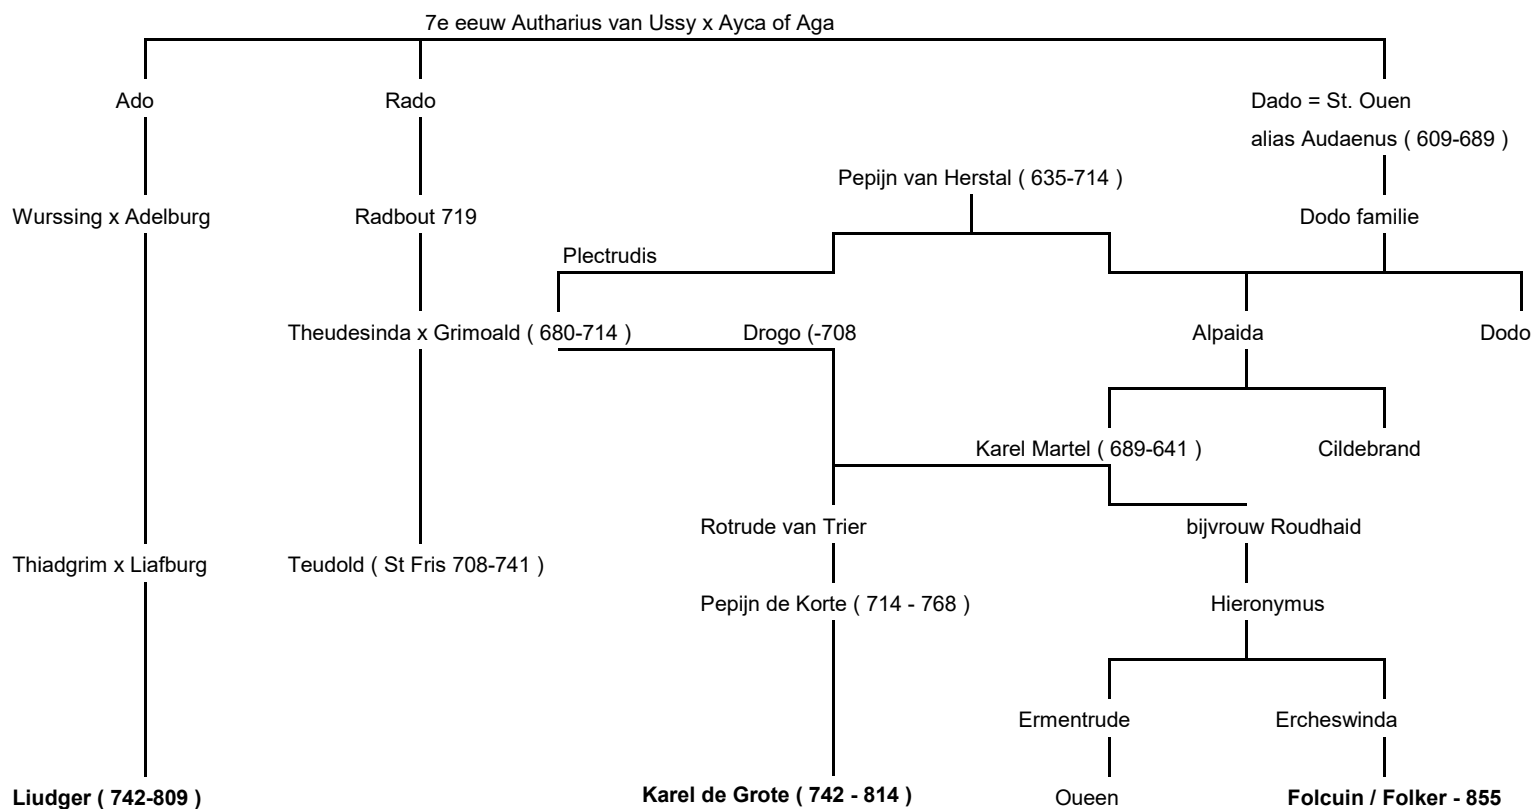 7e eeuw Autharius van Ussy x Ayca of Aga
Ado
Rado
Dado = St. Ouen
alias Audaenus ( 609-689 )
Pepijn van Herstal ( 635-714 )
Wurssing x Adelburg
Radbout 719
Dodo familie
Plectrudis
Theudesinda x Grimoald ( 680-714 )
Drogo (-708
Alpaida
Dodo
Karel Martel ( 689-641 )
Cildebrand
Rotrude van Trier
bijvrouw Roudhaid
Thiadgrim x Liafburg
Teudold ( St Fris 708-741 )
Pepijn de Korte ( 714 - 768 )
Hieronymus
Ermentrude
Ercheswinda
Liudger ( 742-809 )
Karel de Grote ( 742 - 814 )
Oueen
Folcuin / Folker - 855